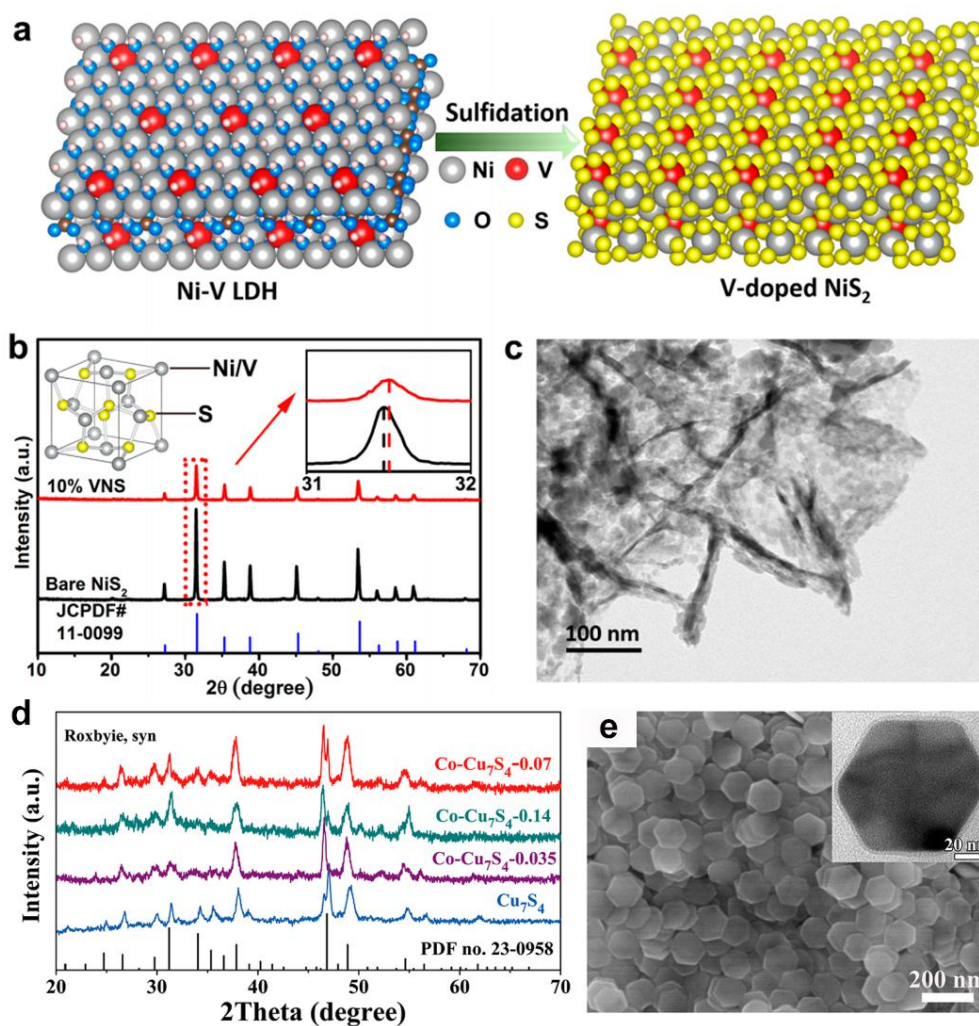 a
Sulfidation
Ni V
O S
Ni-V LDH
V-doped NiS₂
b
Ni/V
S
31 32
10% VNS
Bare NiS₂
JCPDF#
11-0099
Intensity (a.u.)
10 20 30 40 50 60 70
2θ (degree)
c
100 nm
d
Roxbyie, syn
Co-Cu₇S₄-0.07
Co-Cu₇S₄-0.14
Co-Cu₇S₄-0.035
Cu₇S₄
PDF no. 23-0958
Intensity (a.u.)
20 30 40 50 60 70
2Theta (degree)
e
20 nm
200 nm